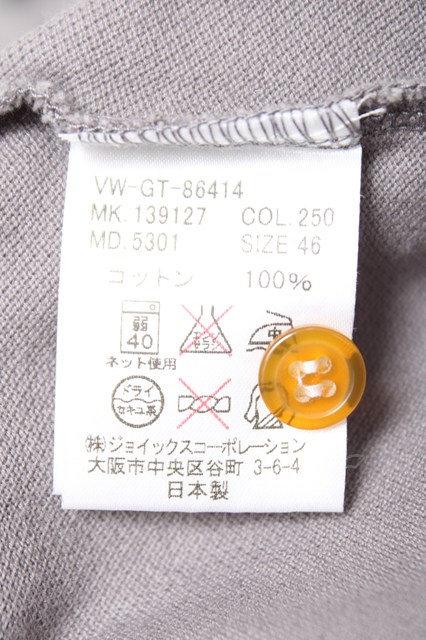 VW-GT-86414
MK. 139127 COL. 250
MD. 5301 SIZE 46
コットン 100%
弱
40
エンソ
サラシ
中
ネット使用
ドライ
セキユ系
㈱ジョイックスコーポレーション
大阪市中央区谷町 3-6-4
日本製